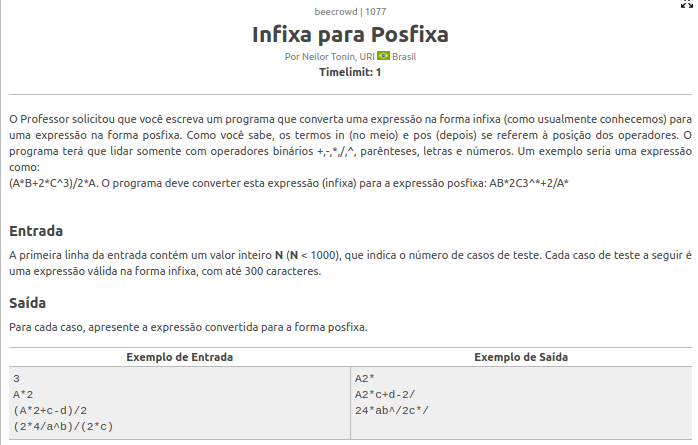 beecrowd | 1077
Infixa para Posfixa
Por Neilor Tonin, URI Brasil
Timelimit: 1
O Professor solicitou que você escreva um programa que converta uma expressão na forma infixa (como usualmente conhecemos) para
uma expressão na forma posfixa. Como você sabe, os termos in (no meio) e pos (depois) se referem à posição dos operadores. O
programa terá que lidar somente com operadores binários +,-,*,/,^, parênteses, letras e números. Um exemplo seria uma expressão
como:
(A*B+2*C^3)/2*A. O programa deve converter esta expressão (infixa) para a expressão posfixa: AB*2C3^*+2/A*
Entrada
A primeira linha da entrada contém um valor inteiro N (N < 1000), que indica o número de casos de teste. Cada caso de teste a seguir é
uma expressão válida na forma infixa, com até 300 caracteres.
Saída
Para cada caso, apresente a expressão convertida para a forma posfixa.
Exemplo de Entrada Exemplo de Saída
3 A2*
A*2 A2*c+d-2/
(A*2+c-d)/2 24*ab^/2c*/
(2*4/a^b)/(2*c)